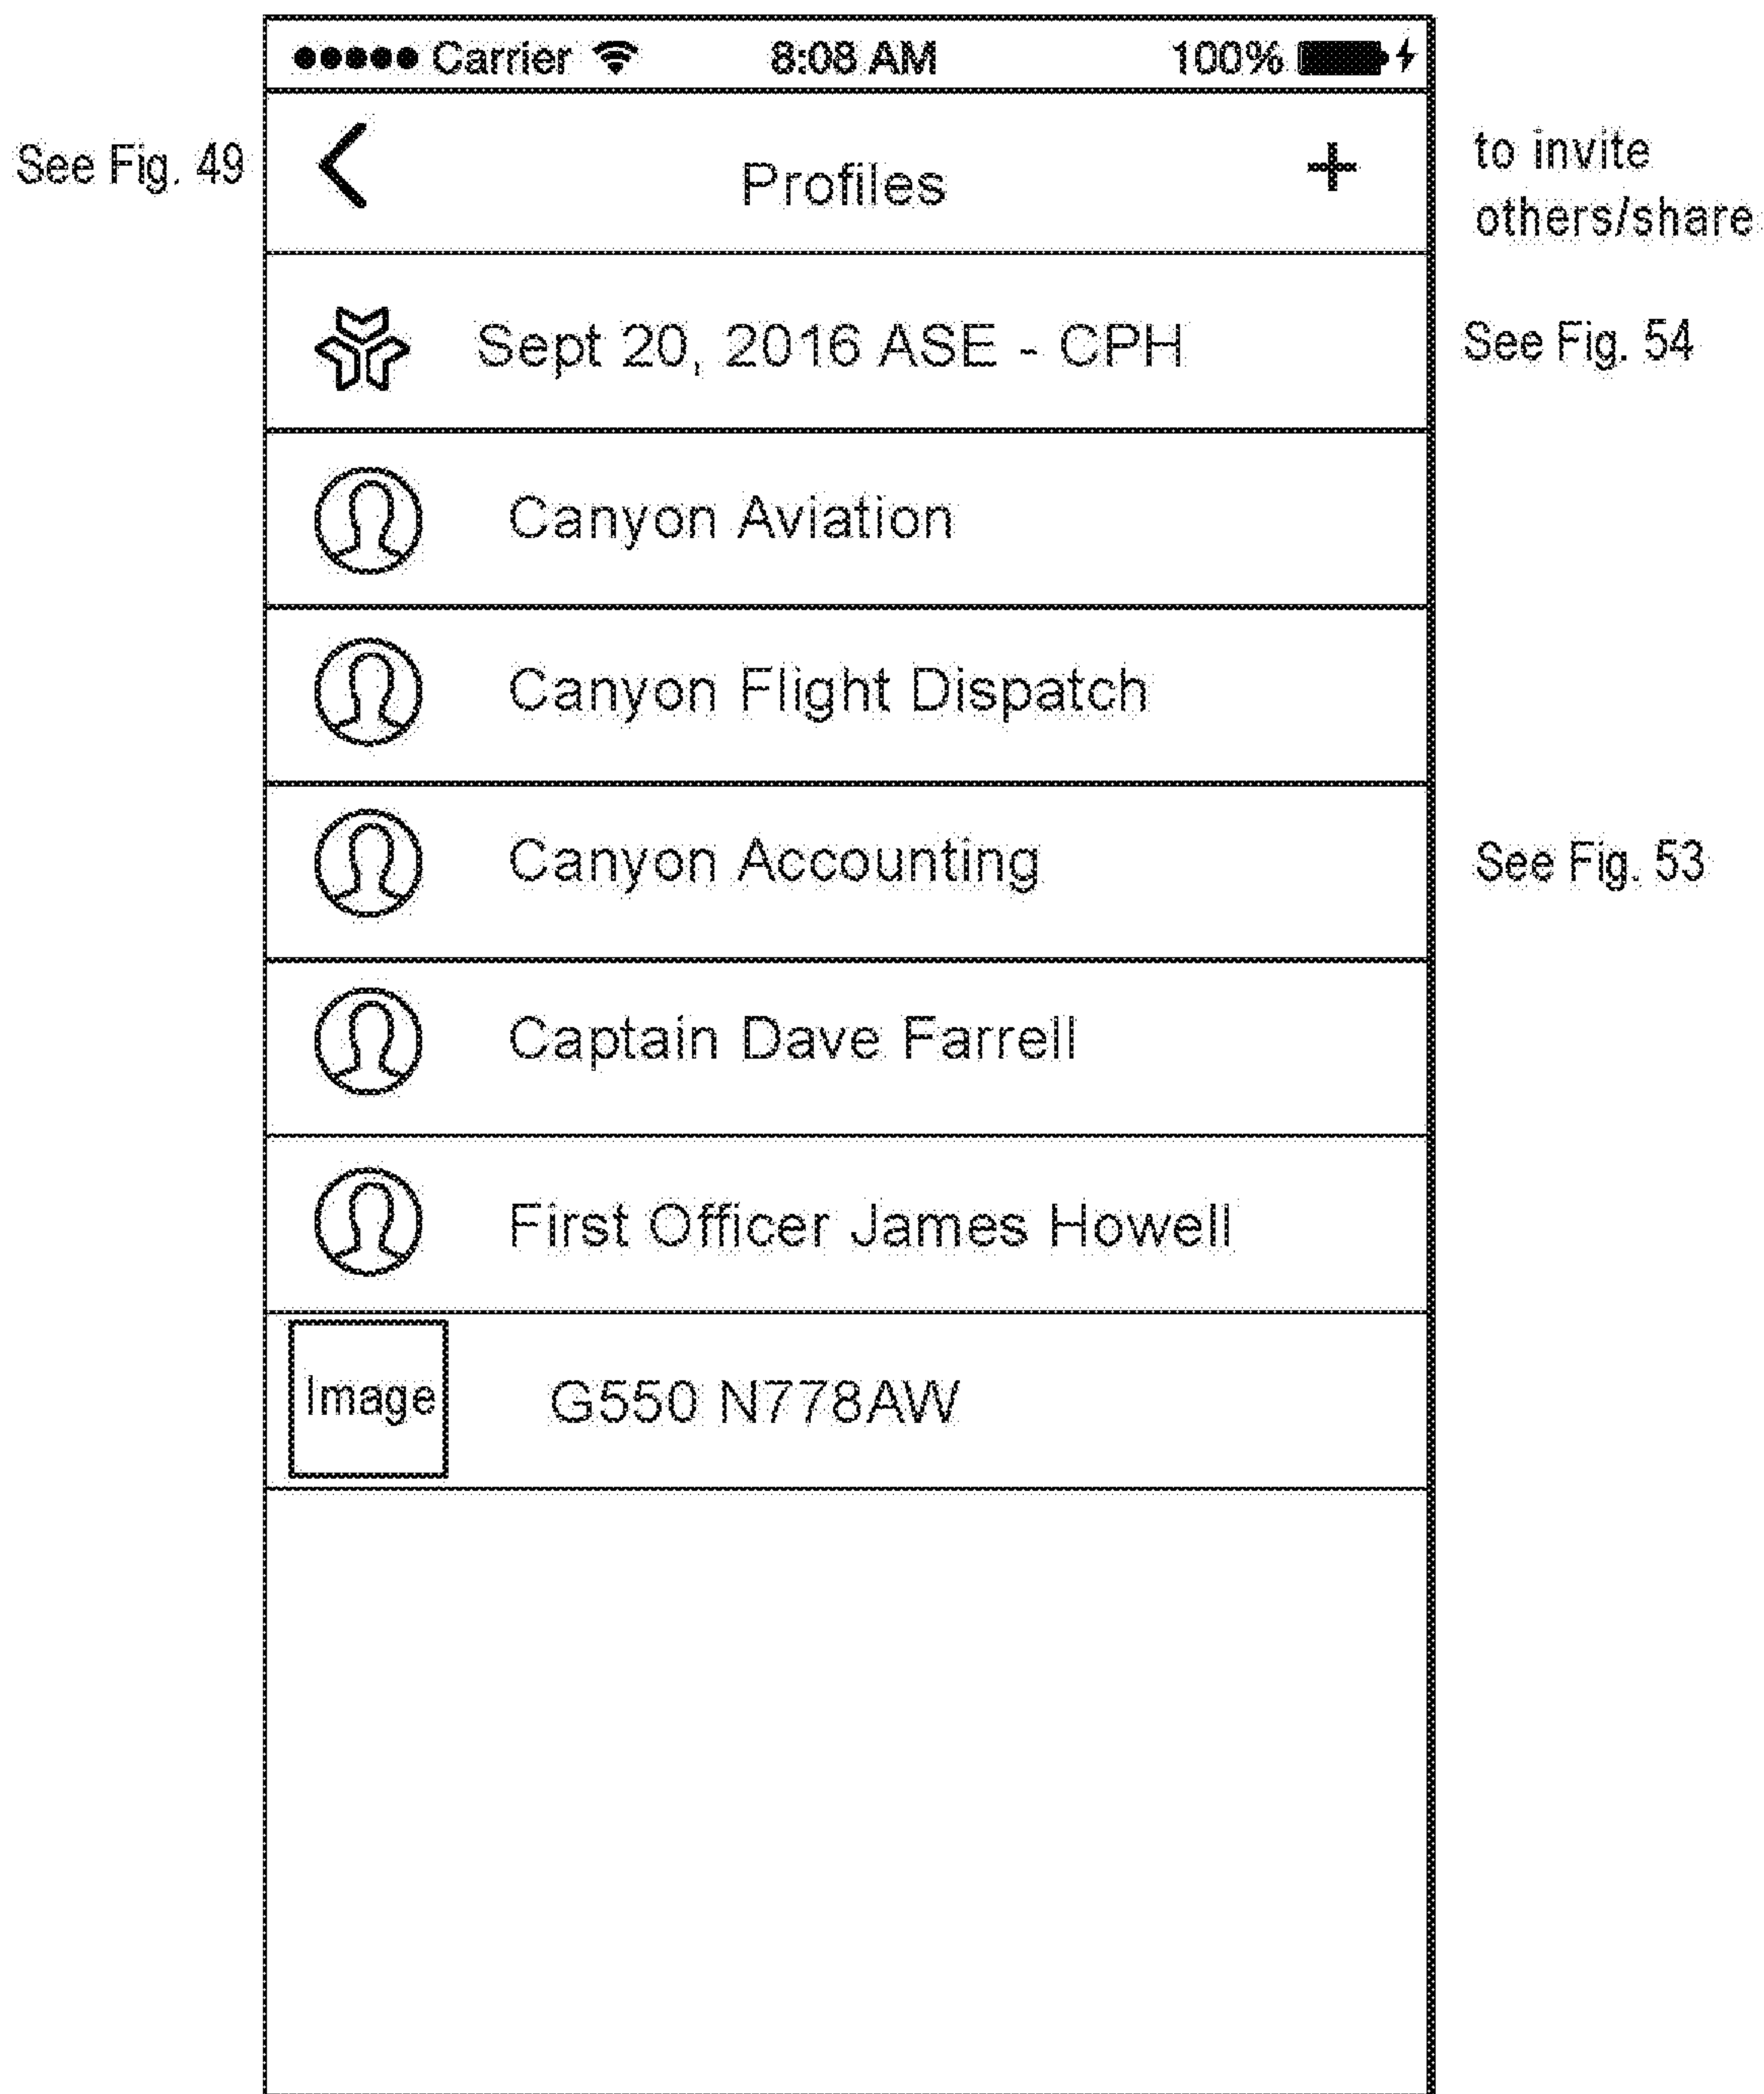 Carrier 8:08 AM 100%
See Fig. 49 Profiles + to invite
others/share
Sept 20, 2016 ASE - CPH See Fig. 54
Canyon Aviation
Canyon Flight Dispatch
Canyon Accounting See Fig. 53
Captain Dave Farrell
First Officer James Howell
Image G550 N778AW